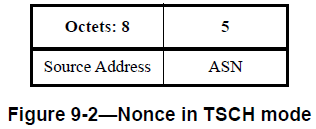 Octets: 8 5
Source Address ASN
Figure 9-2—Nonce in TSCH mode